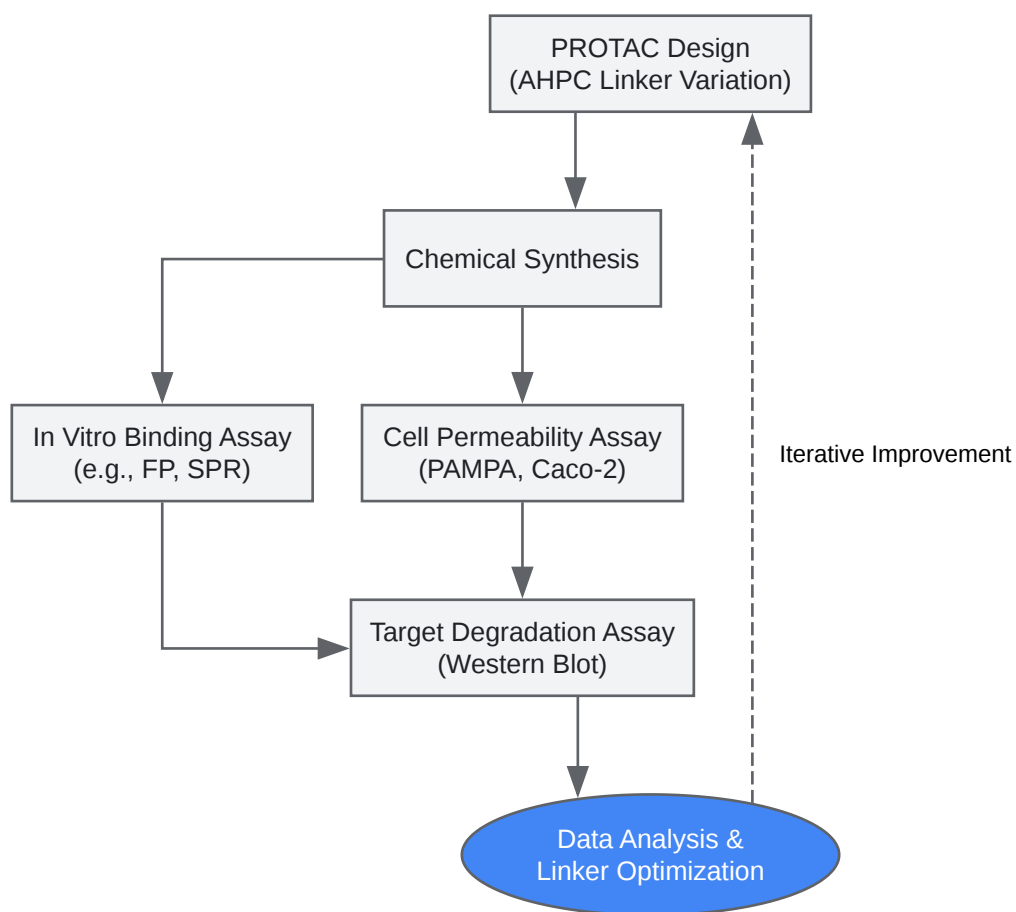 PROTAC Design
(AHPC Linker Variation)
Chemical Synthesis
In Vitro Binding Assay
(e.g., FP, SPR)
Cell Permeability Assay
(PAMPA, Caco-2)
Iterative Improvement
Target Degradation Assay
(Western Blot)
Data Analysis &
Linker Optimization